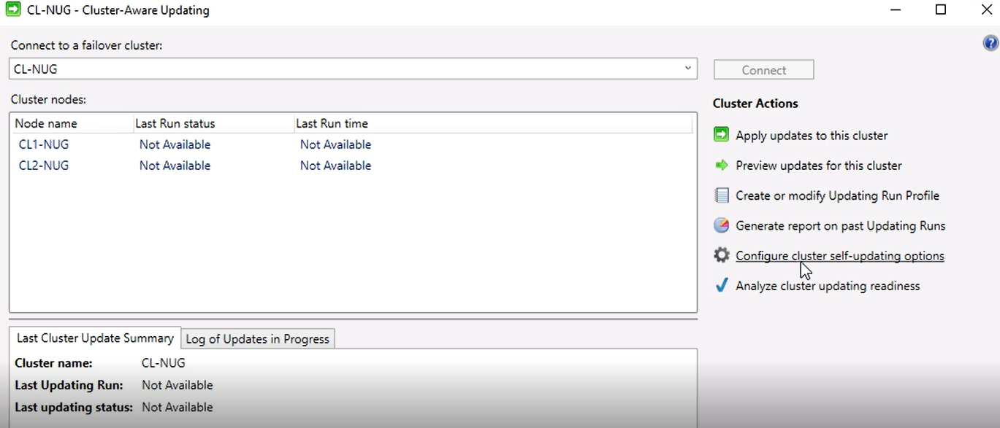 CL-NUG - Cluster-Aware Updating
Connect to a failover cluster:
CL-NUG
Connect
Cluster nodes:
Node name Last Run status Last Run time
CL1-NUG Not Available Not Available
CL2-NUG Not Available Not Available
Cluster Actions
Apply updates to this cluster
Preview updates for this cluster
Create or modify Updating Run Profile
Generate report on past Updating Runs
Configure cluster self-updating options
Analyze cluster updating readiness
Last Cluster Update Summary Log of Updates in Progress
Cluster name: CL-NUG
Last Updating Run: Not Available
Last updating status: Not Available